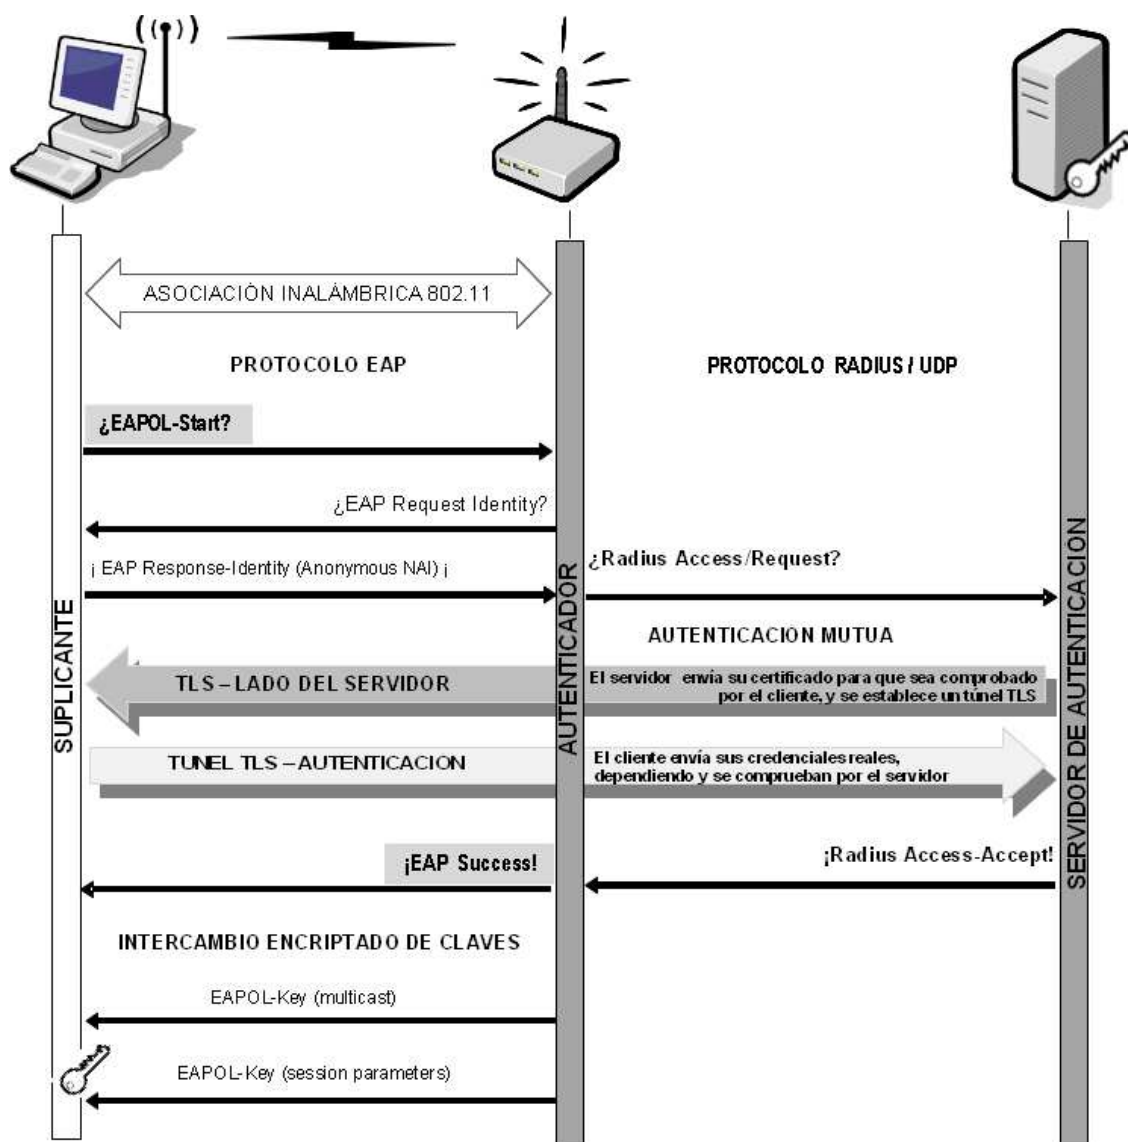 ASOCIACIÓN INALÁMBRICA 802.11
PROTOCOLO EAP
PROTOCOLO RADIUS / UDP
¿EAPOL-Start?
¿EAP Request Identity?
¡ EAP Response-Identity (Anonymous NAI) ¡
¿Radius Access/Request?
SUPLICANTE
AUTENTICADOR
SERVIDOR DE AUTENTICACION
AUTENTICACION MUTUA
TLS – LADO DEL SERVIDOR
El servidor envía su certificado para que sea comprobado
por el cliente, y se establece un túnel TLS
TUNEL TLS – AUTENTICACION
El cliente envía sus credenciales reales,
dependiendo y se comprueban por el servidor
¡EAP Success!
¡Radius Access-Accept!
INTERCAMBIO ENCRIPTADO DE CLAVES
EAPOL-Key (multicast)
EAPOL-Key (session parameters)